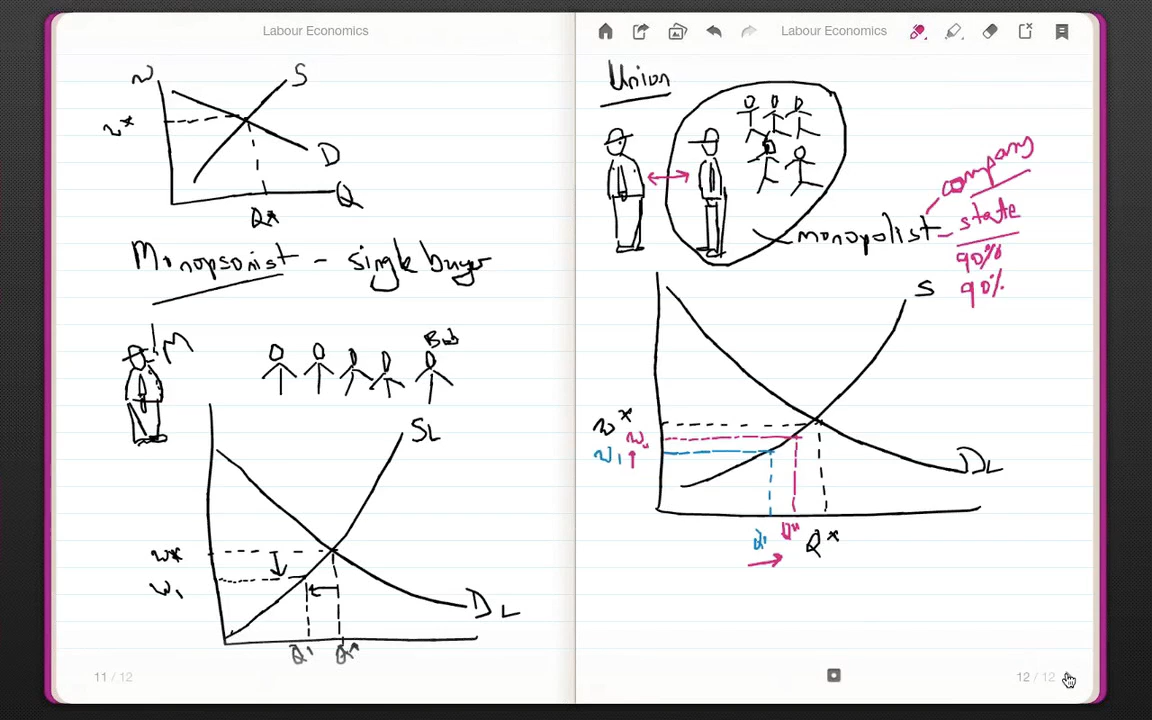 Labour Economics
W
S
w*
D
Q
Q*
Monopsonist - single buyer
M
Bob
SL
w*
W1
DL
Q1
Q*
11 / 12
Labour Economics
Union
company
monopolist
state
90%
90%
S
w*
W1
DL
Q1
Q*
12 / 12